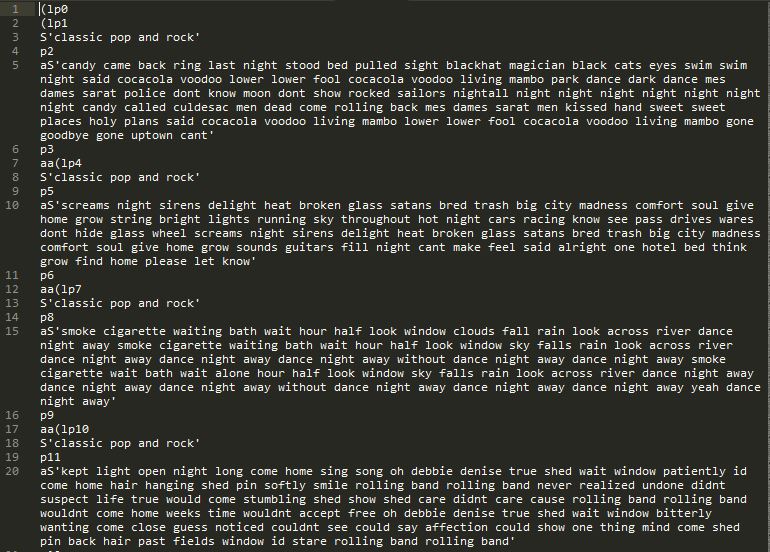 1 (lp0
2 (lp1
3 S'classic pop and rock'
4 p2
5 aS'candy came back ring last night stood bed pulled sight blackhat magician black cats eyes swim swim
night said cocacola voodoo lower lower fool cocacola voodoo living mambo park dance dark dance mes
dames sarat police dont know moon dont show rocked sailors nightall night night night night night night
night candy called culdesac men dead come rolling back mes dames sarat men kissed hand sweet sweet
places holy plans said cocacola voodoo living mambo lower lower fool cocacola voodoo living mambo gone
goodbye gone uptown cant'
6 p3
7 aa(lp4
8 S'classic pop and rock'
9 p5
10 aS'screams night sirens delight heat broken glass satans bred trash big city madness comfort soul give
home grow string bright lights running sky throughout hot night cars racing know see pass drives wares
dont hide glass wheel screams night sirens delight heat broken glass satans bred trash big city madness
comfort soul give home grow sounds guitars fill night cant make feel said alright one hotel bed think
grow find home please let know'
11 p6
12 aa(lp7
13 S'classic pop and rock'
14 p8
15 aS'smoke cigarette waiting bath wait hour half look window clouds fall rain look across river dance
night away smoke cigarette waiting bath wait hour half look window sky falls rain look across river
dance night away dance night away dance night away without dance night away dance night away smoke
cigarette wait bath wait alone hour half look window sky falls rain look across river dance night away
dance night away dance night away without dance night away dance night away dance night away yeah dance
night away'
16 p9
17 aa(lp10
18 S'classic pop and rock'
19 p11
20 aS'kept light open night long come home sing song oh debbie denise true shed wait window patiently id
come home hair hanging shed pin softly smile rolling band rolling band never realized undone didnt
suspect life true would come stumbling shed show shed care didnt care cause rolling band rolling band
wouldnt come home weeks time wouldnt accept free oh debbie denise true shed wait window bitterly
wanting come close guess noticed couldnt see could say affection could show one thing mind come shed
pin back hair past fields window id stare rolling band rolling band'